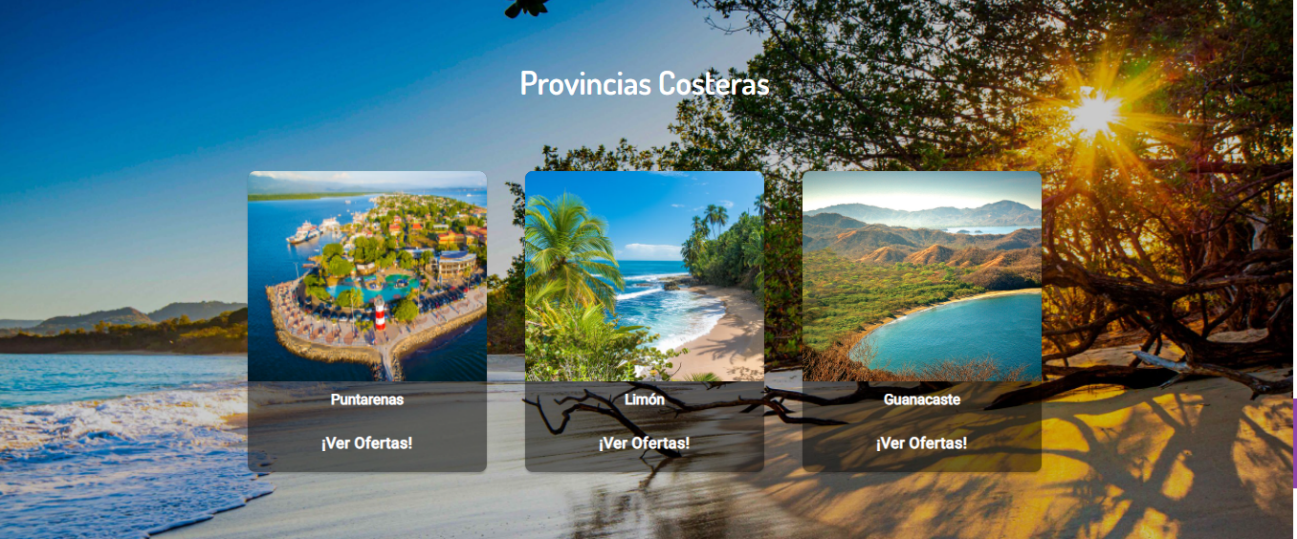 Provincias Costeras
Puntarenas
¡Ver Ofertas!
Limón
¡Ver Ofertas!
Guanacaste
¡Ver Ofertas!